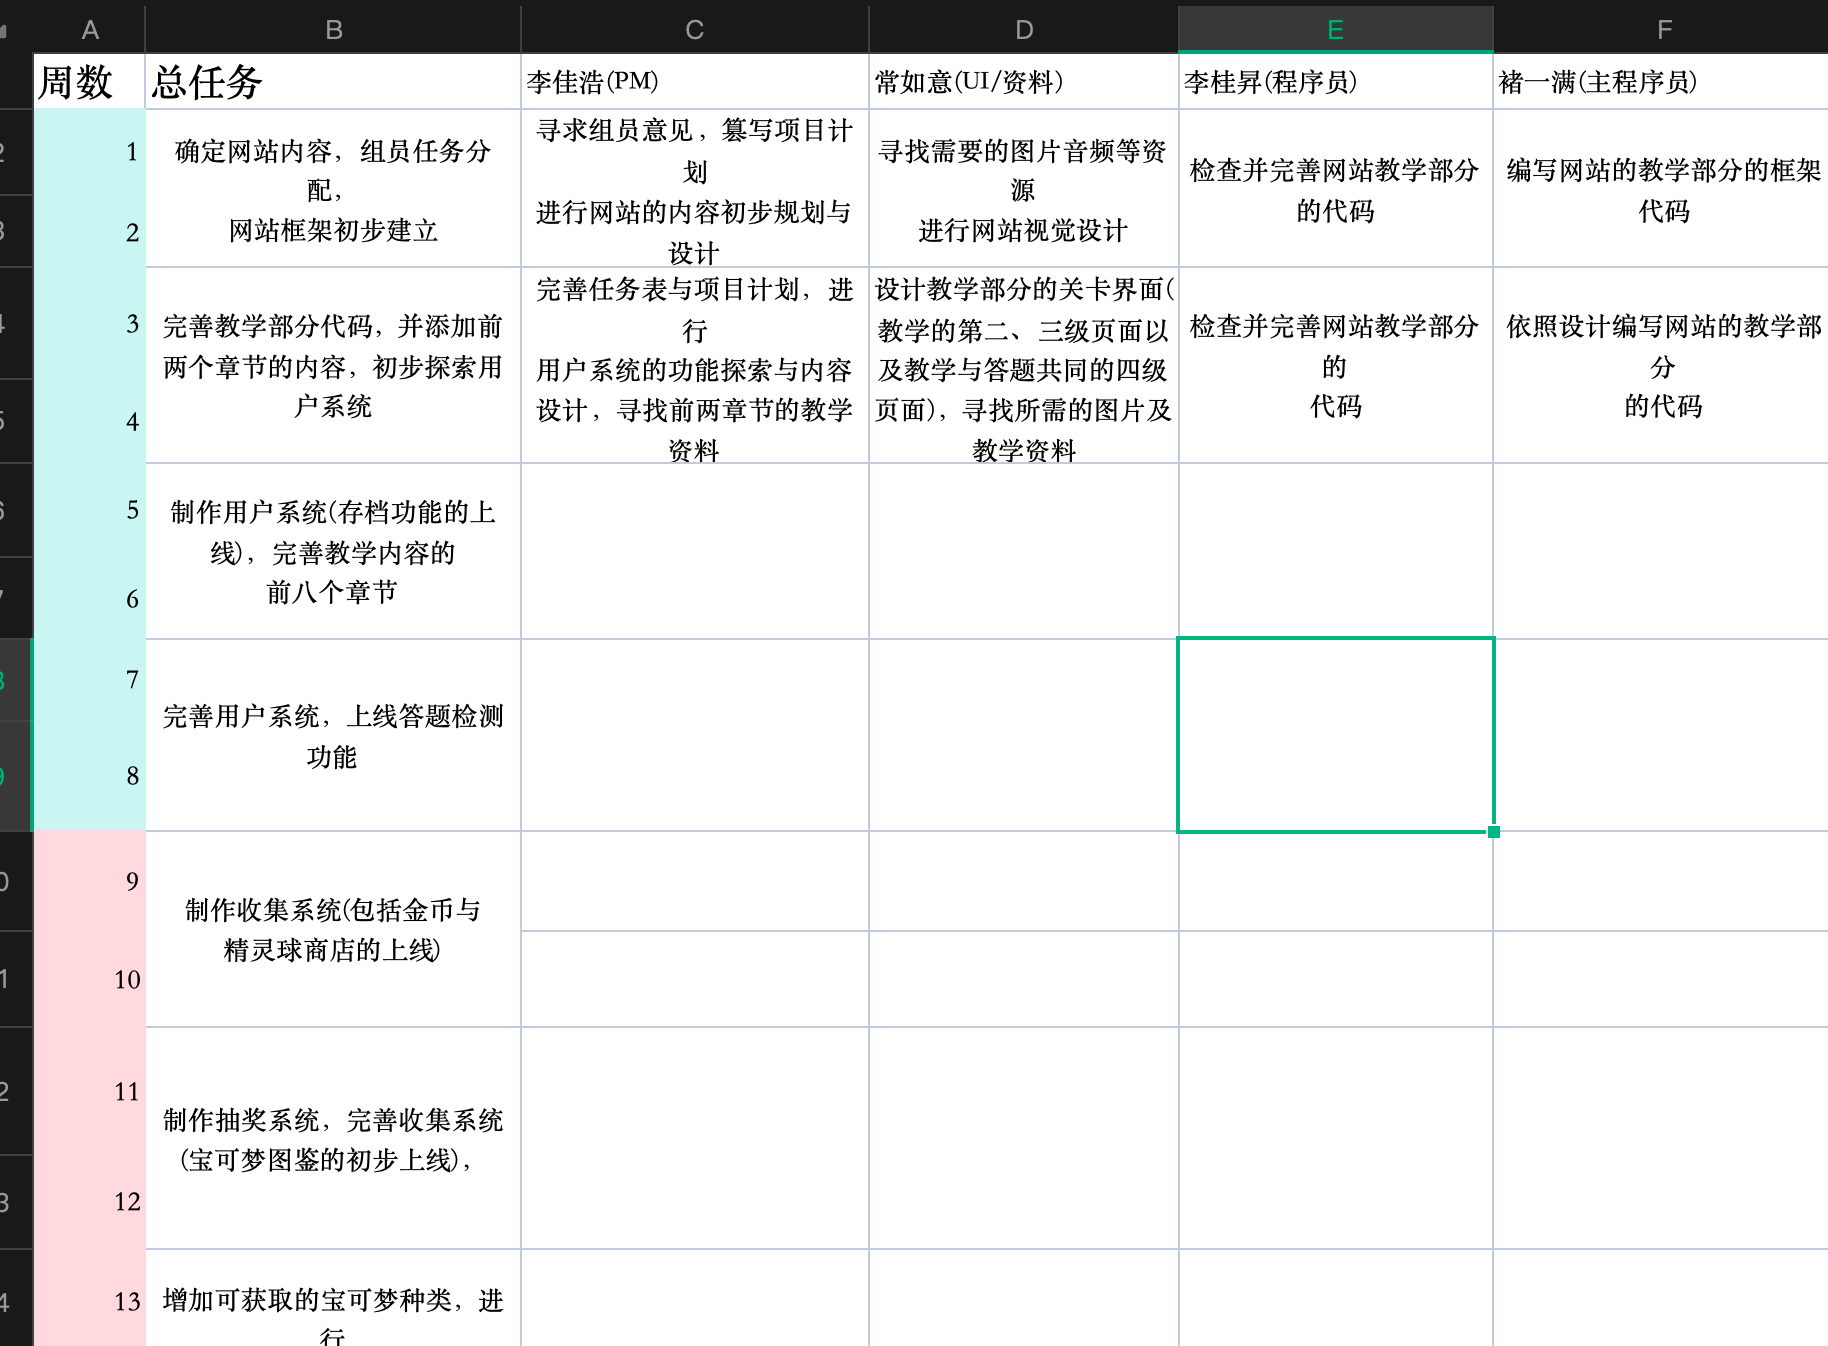 A B C D E F
周数 总任务 李佳浩(PM) 常如意(UI/资料) 李桂昇(程序员) 褚一满(主程序员)
1
2
确定网站内容，组员任务分
配，
网站框架初步建立
寻求组员意见，篡写项目计
划
进行网站的内容初步规划与
设计
寻找需要的图片音频等资
源
进行网站视觉设计
检查并完善网站教学部分
的代码
编写网站的教学部分的框架
代码
3
4
完善教学部分代码，并添加前
两个章节的内容，初步探索用
户系统
完善任务表与项目计划，进
行
用户系统的功能探索与内容
设计，寻找前两章节的教学
资料
设计教学部分的关卡界面(
教学的第二、三级页面以
及教学与答题共同的四级
页面)，寻找所需的图片及
教学资料
检查并完善网站教学部分
的
代码
依照设计编写网站的教学部
分
的代码
5
6
制作用户系统(存档功能的上
线)，完善教学内容的
前八个章节
7
8
完善用户系统，上线答题检测
功能
9
10
制作收集系统(包括金币与
精灵球商店的上线)
11
12
制作抽奖系统，完善收集系统
(宝可梦图鉴的初步上线)，
13
增加可获取的宝可梦种类，进
行